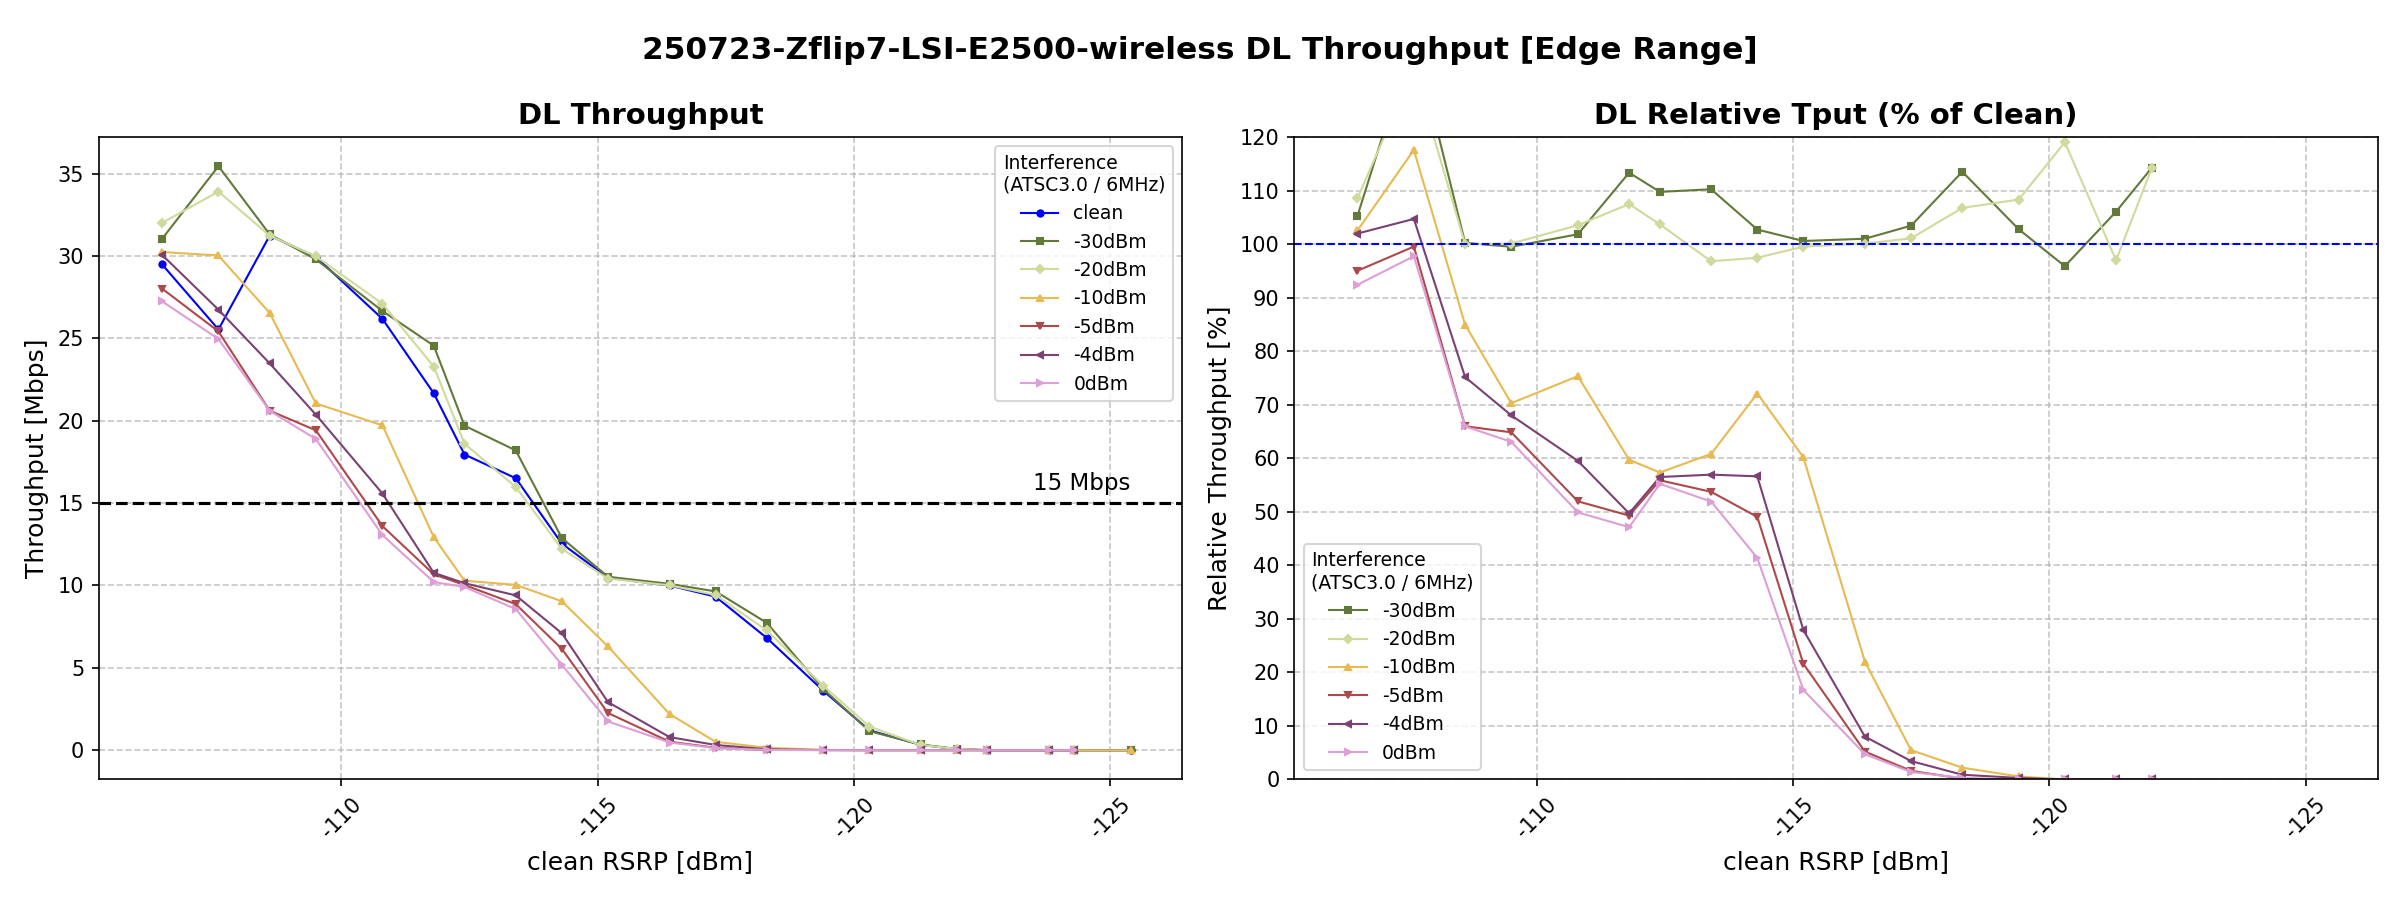 250723-Zflip7-LSI-E2500-wireless DL Throughput [Edge Range]
DL Throughput
Throughput [Mbps]
35
30
25
20
15
10
5
0
Interference
(ATSC3.0 / 6MHz)
clean
-30dBm
-20dBm
-10dBm
-5dBm
-4dBm
0dBm
15 Mbps
-110
-115
-120
-125
clean RSRP [dBm]
DL Relative Tput (% of Clean)
Relative Throughput [%]
120
110
100
90
80
70
60
50
40
30
20
10
0
Interference
(ATSC3.0 / 6MHz)
-30dBm
-20dBm
-10dBm
-5dBm
-4dBm
0dBm
-110
-115
-120
-125
clean RSRP [dBm]